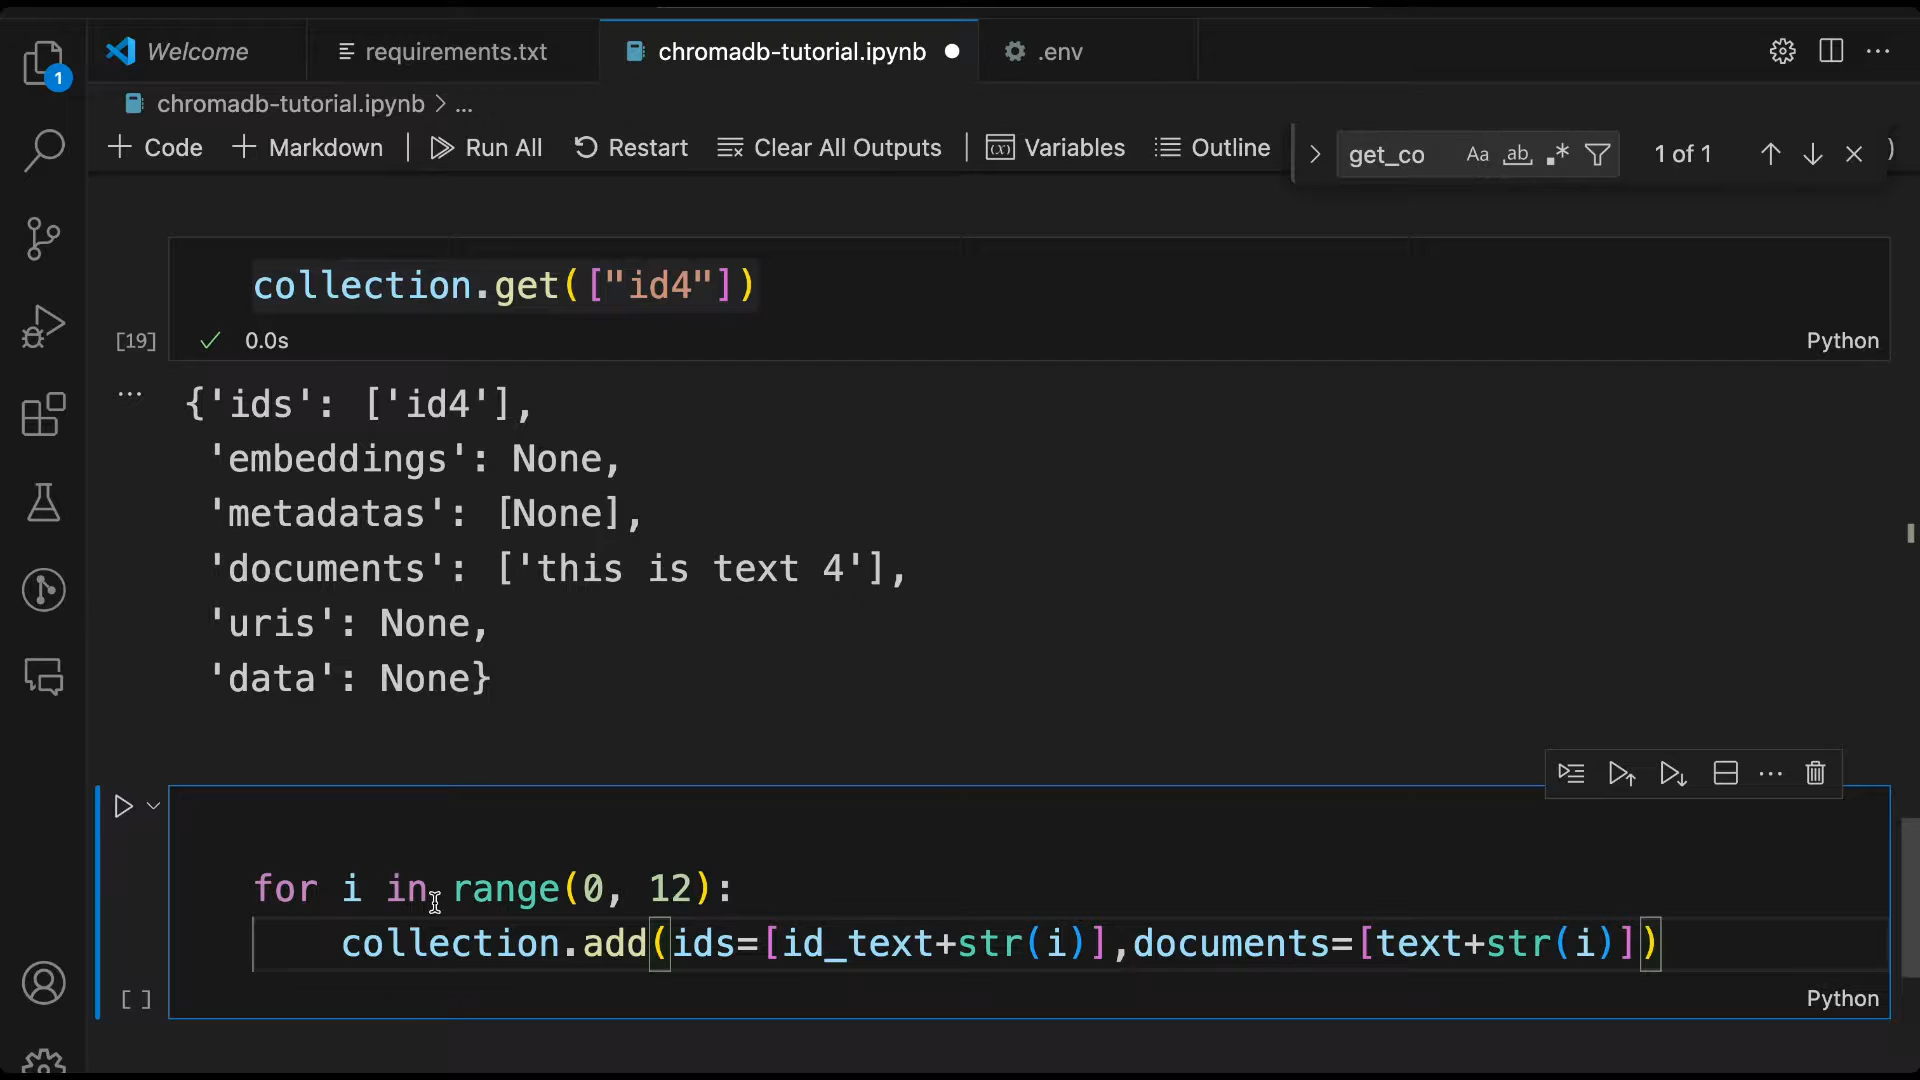 Welcome
requirements.txt
chromadb-tutorial.ipynb
.env
1
chromadb-tutorial.ipynb > ...
+ Code
+ Markdown
Run All
Restart
Clear All Outputs
Variables
Outline
get_co
Aa
ab
.*
1 of 1
collection.get(["id4"])
[19]
0.0s
Python
{'ids': ['id4'],
'embeddings': None,
'metadatas': [None],
'documents': ['this is text 4'],
'uris': None,
'data': None}
for i in range(0, 12):
collection.add(ids=[id_text+str(i)],documents=[text+str(i)])
[ ]
Python